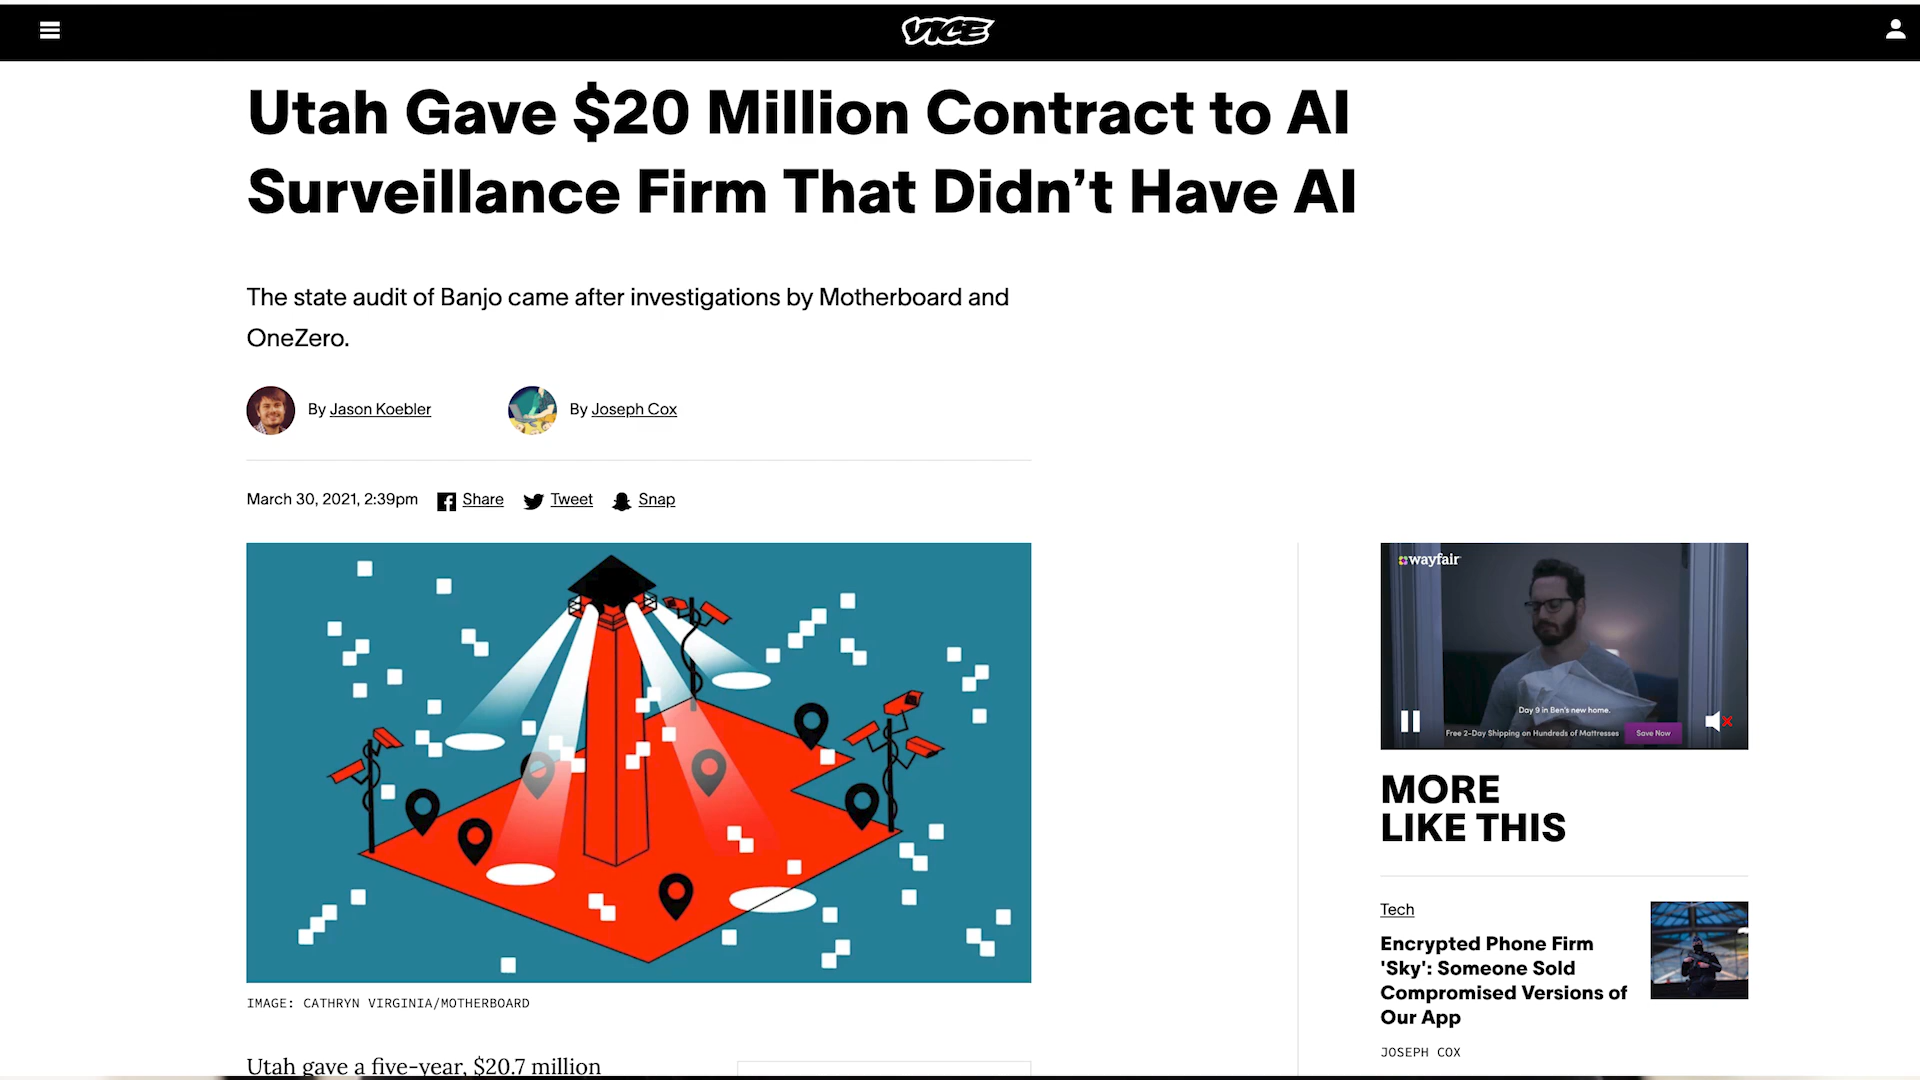 VICE
Utah Gave $20 Million Contract to AI
Surveillance Firm That Didn’t Have AI
The state audit of Banjo came after investigations by Motherboard and
OneZero.
By Jason Koebler
By Joseph Cox
March 30, 2021, 2:39pm Share Tweet Snap
IMAGE: CATHRYN VIRGINIA/MOTHERBOARD
Utah gave a five-year, $20.7 million
wayfair
Day 9 in Ben's new home.
Free 2-Day Shipping on Hundreds of Mattresses Save Now
MORE
LIKE THIS
Tech
Encrypted Phone Firm
'Sky': Someone Sold
Compromised Versions of
Our App
JOSEPH COX